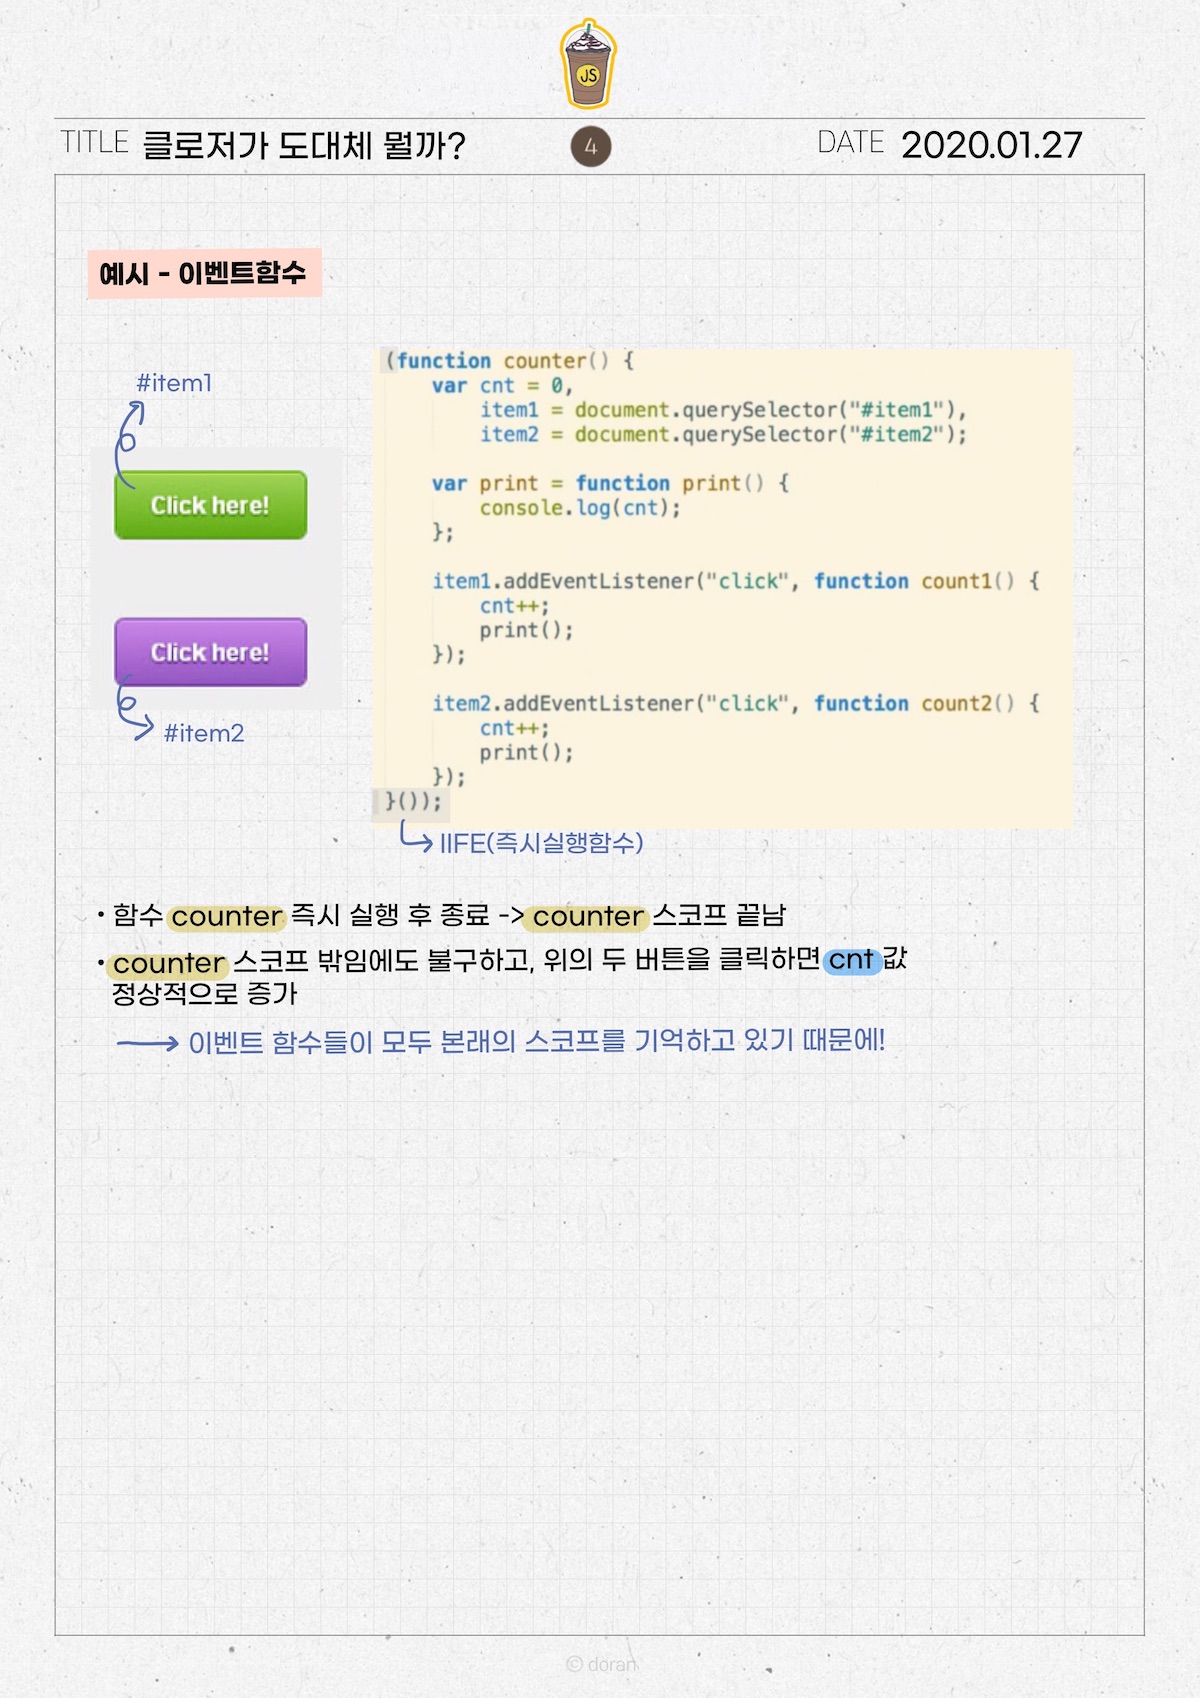 JS
TITLE 클로저가 도대체 뭘까? 4 DATE 2020.01.27
예시 - 이벤트함수
#item1
Click here!
Click here!
#item2
(function counter() {
    var cnt = 0,
        item1 = document.querySelector("#item1"),
        item2 = document.querySelector("#item2");
    var print = function print() {
        console.log(cnt);
    };
    item1.addEventListener("click", function count1() {
        cnt++;
        print();
    });
    item2.addEventListener("click", function count2() {
        cnt++;
        print();
    });
}());
IIFE(즉시실행함수)
• 함수 counter 즉시 실행 후 종료 -> counter 스코프 끝남
• counter 스코프 밖임에도 불구하고, 위의 두 버튼을 클릭하면 cnt 값
정상적으로 증가
→ 이벤트 함수들이 모두 본래의 스코프를 기억하고 있기 때문에!
© doran